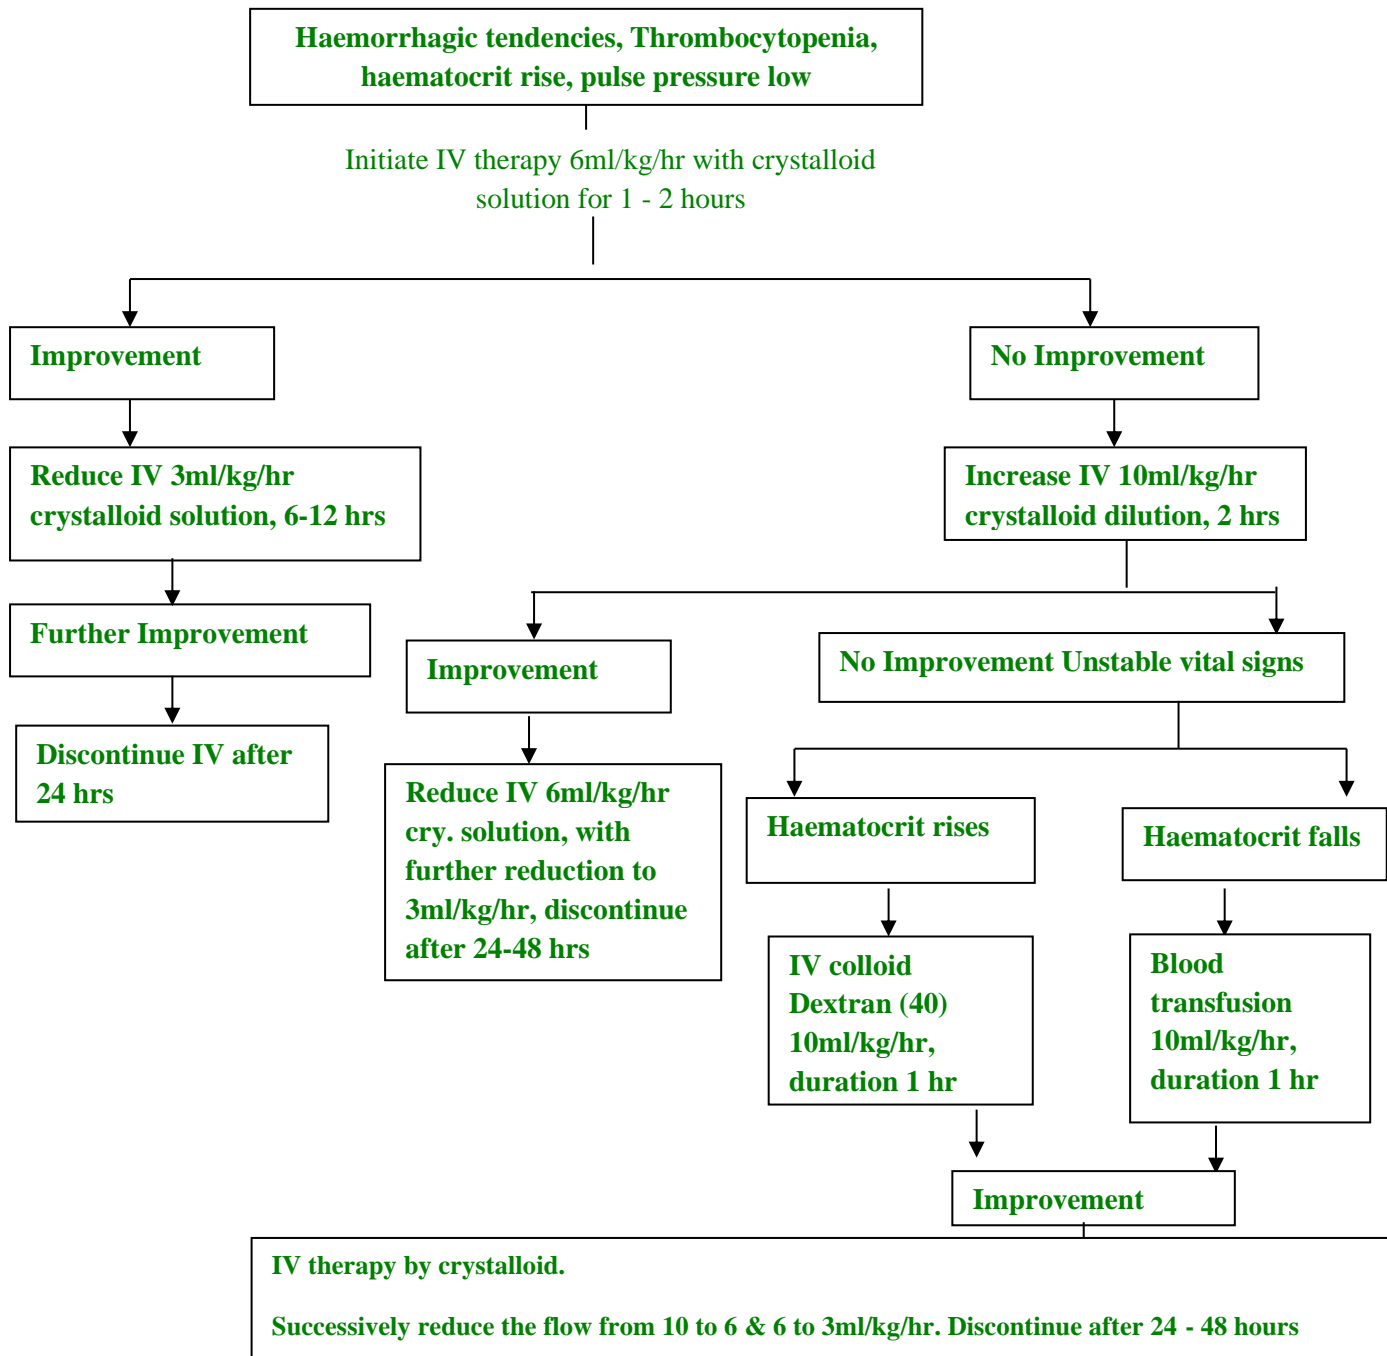 Haemorrhagic tendencies, Thrombocytopenia,
haematocrit rise, pulse pressure low
Initiate IV therapy 6ml/kg/hr with crystalloid
solution for 1 - 2 hours
Improvement
No Improvement
Reduce IV 3ml/kg/hr
crystalloid solution, 6-12 hrs
Increase IV 10ml/kg/hr
crystalloid dilution, 2 hrs
Further Improvement
Improvement
No Improvement Unstable vital signs
Discontinue IV after
24 hrs
Reduce IV 6ml/kg/hr
cry. solution, with
further reduction to
3ml/kg/hr, discontinue
after 24-48 hrs
Haematocrit rises
Haematocrit falls
IV colloid
Dextran (40)
10ml/kg/hr,
duration 1 hr
Blood
transfusion
10ml/kg/hr,
duration 1 hr
Improvement
IV therapy by crystalloid.
Successively reduce the flow from 10 to 6 & 6 to 3ml/kg/hr. Discontinue after 24 - 48 hours